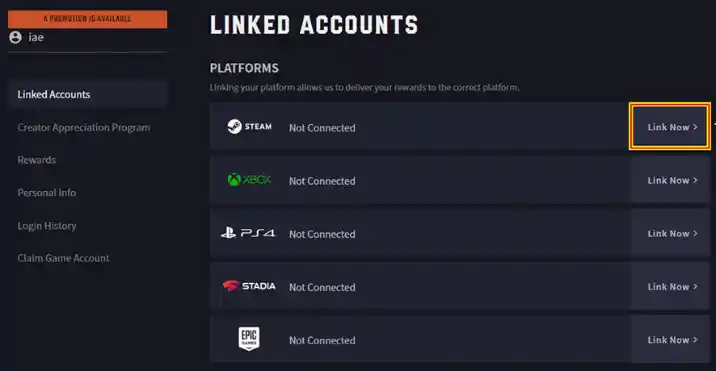 A PROMOTION IS AVAILABLE
iae
Linked Accounts
Creator Appreciation Program
Rewards
Personal Info
Login History
Claim Game Account
LINKED ACCOUNTS
PLATFORMS
Linking your platform allows us to deliver your rewards to the correct platform.
STEAM Not Connected Link Now >
XBOX Not Connected Link Now >
PS4 Not Connected Link Now >
STADIA Not Connected Link Now >
EPIC GAMES Not Connected Link Now >